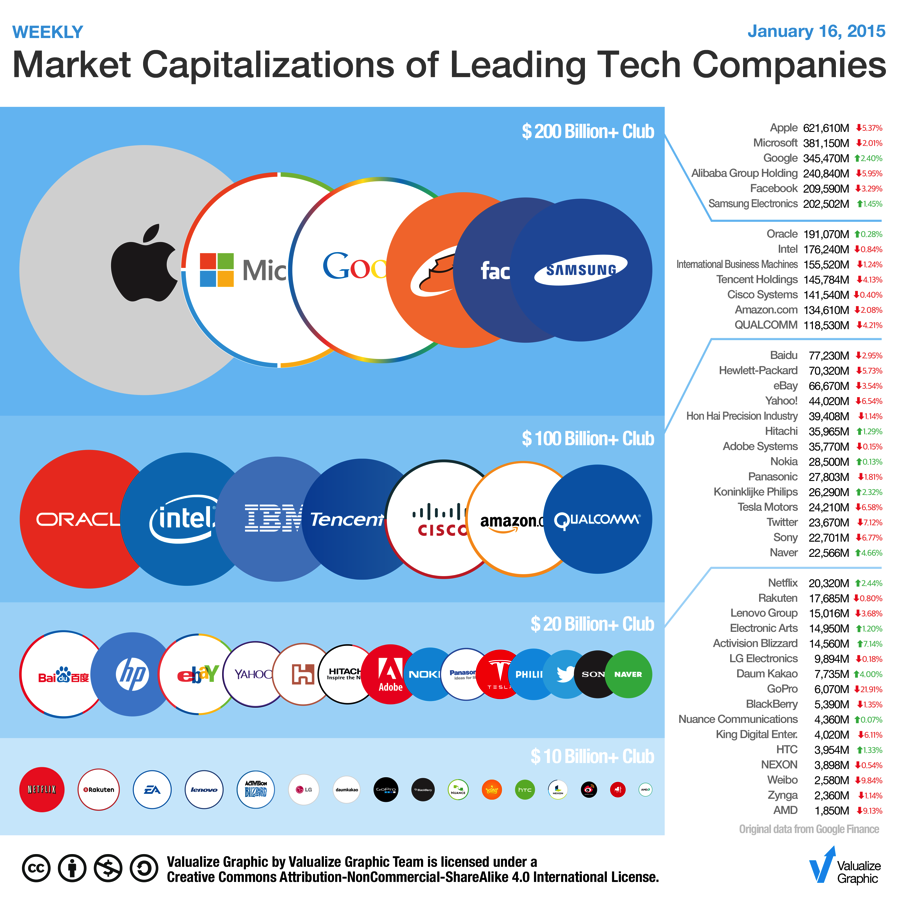 WEEKLY
January 16, 2015
Market Capitalizations of Leading Tech Companies
$ 200 Billion+ Club
Mic
Goo
fac
SAMSUNG
$ 100 Billion+ Club
ORACL
intel
IBM
Tencent
CISCO
amazon.c
QUALCOMM
$ 20 Billion+ Club
Bai 百度
hp
ebaY
YAHOO
H
HITACH
Inspire the N
Adobe
NOKI
Panason
ideas for li
TESL
PHILI
SON
NAVER
$ 10 Billion+ Club
NETFLIX
Rakuten
EA
lenovo
ACTIVISION
BLIZZARD
LG
daumkakao
GoPro
BlackBerry
NUANCE
hTC
Apple 621,610M 5.37%
Microsoft 381,150M 2.01%
Google 345,470M 2.40%
Alibaba Group Holding 240,840M 5.95%
Facebook 209,590M 3.29%
Samsung Electronics 202,502M 1.45%
Oracle 191,070M 0.28%
Intel 176,240M 0.84%
International Business Machines 155,520M 1.24%
Tencent Holdings 145,784M 4.13%
Cisco Systems 141,540M 0.40%
Amazon.com 134,610M 2.08%
QUALCOMM 118,530M 4.21%
Baidu 77,230M 2.95%
Hewlett-Packard 70,320M 5.73%
eBay 66,670M 3.54%
Yahoo! 44,020M 6.54%
Hon Hai Precision Industry 39,408M 1.14%
Hitachi 35,965M 1.29%
Adobe Systems 35,770M 0.15%
Nokia 28,500M 0.13%
Panasonic 27,803M 1.81%
Koninklijke Philips 26,290M 2.32%
Tesla Motors 24,210M 6.58%
Twitter 23,670M 7.12%
Sony 22,701M 6.77%
Naver 22,566M 4.66%
Netflix 20,320M 2.44%
Rakuten 17,685M 0.80%
Lenovo Group 15,016M 3.68%
Electronic Arts 14,950M 1.20%
Activision Blizzard 14,560M 7.14%
LG Electronics 9,894M 0.18%
Daum Kakao 7,735M 4.00%
GoPro 6,070M 21.91%
BlackBerry 5,390M 1.35%
Nuance Communications 4,360M 0.07%
King Digital Enter. 4,020M 6.11%
HTC 3,954M 1.33%
NEXON 3,898M 0.54%
Weibo 2,580M 9.84%
Zynga 2,360M 1.14%
AMD 1,850M 9.13%
Original data from Google Finance
cc
Valualize Graphic by Valualize Graphic Team is licensed under a
Creative Commons Attribution-NonCommercial-ShareAlike 4.0 International License.
Valualize
Graphic